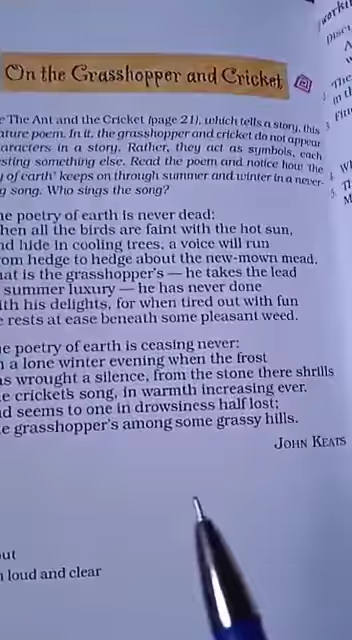 On the Grasshopper and Cricket
The Ant and the Cricket (page 21), which tells a story, this
nature poem. In it, the grasshopper and cricket do not appear
characters in a story. Rather, they act as symbols, each
esting something else. Read the poem and notice how 'the
y of earth' keeps on through summer and winter in a never-
g song. Who sings the song?
he poetry of earth is never dead:
hen all the birds are faint with the hot sun,
nd hide in cooling trees, a voice will run
rom hedge to hedge about the new-mown mead.
hat is the grasshopper's — he takes the lead
summer luxury — he has never done
ith his delights, for when tired out with fun
e rests at ease beneath some pleasant weed.
he poetry of earth is ceasing never:
n a lone winter evening when the frost
as wrought a silence, from the stone there shrills
e cricket's song, in warmth increasing ever.
nd seems to one in drowsiness half lost;
e grasshopper's among some grassy hills.
JOHN KEATS
out
loud and clear